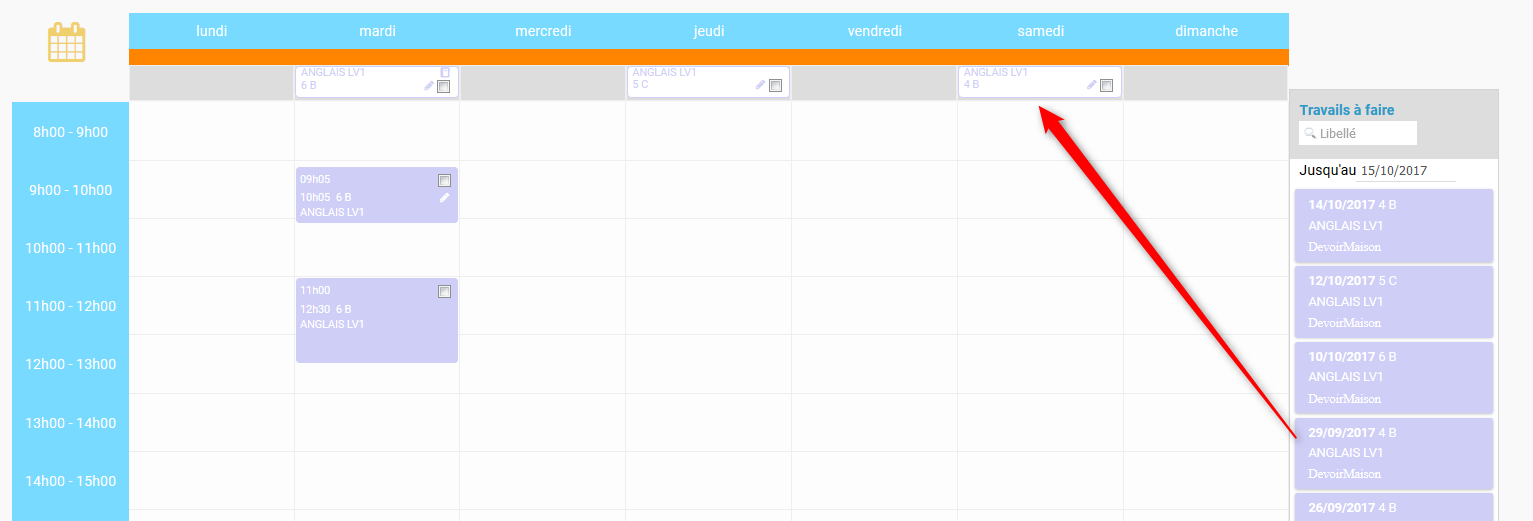 lundi mardi mercredi jeudi vendredi samedi dimanche
ANGLAIS LV1
6 B
ANGLAIS LV1
5 C
ANGLAIS LV1
4 B
8h00 - 9h00
9h00 - 10h00
10h00 - 11h00
11h00 - 12h00
12h00 - 13h00
13h00 - 14h00
14h00 - 15h00
09h05
10h05 6 B
ANGLAIS LV1
11h00
12h30 6 B
ANGLAIS LV1
Travails à faire
Libellé
Jusqu'au 15/10/2017
14/10/2017 4 B
ANGLAIS LV1
DevoirMaison
12/10/2017 5 C
ANGLAIS LV1
DevoirMaison
10/10/2017 6 B
ANGLAIS LV1
DevoirMaison
29/09/2017 4 B
ANGLAIS LV1
DevoirMaison
26/09/2017 4 B